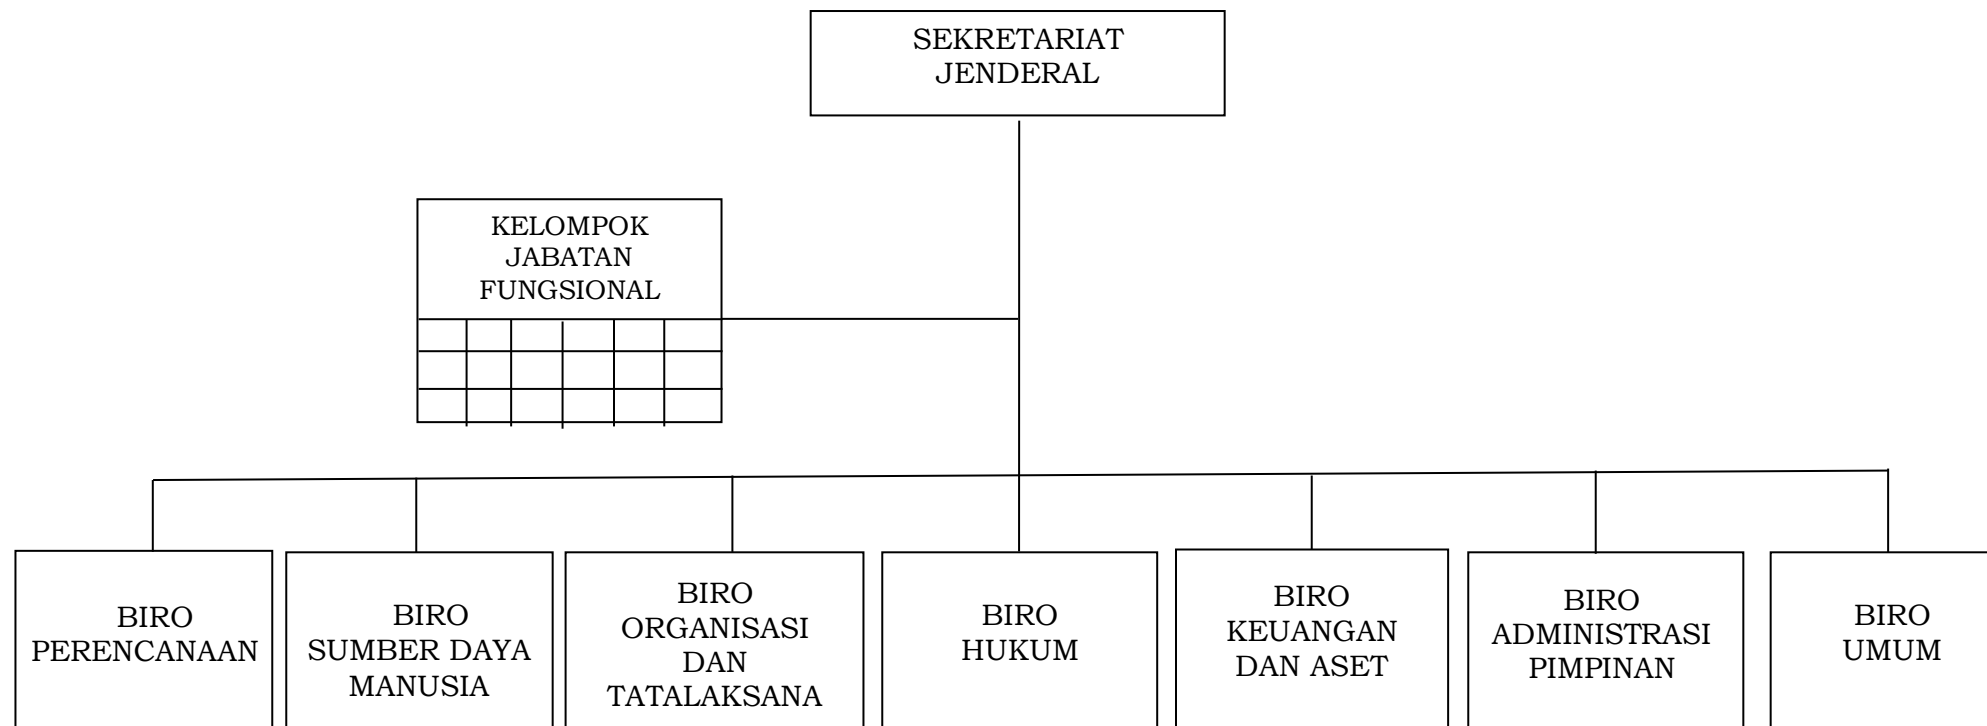 SEKRETARIAT
JENDERAL
KELOMPOK
JABATAN
FUNGSIONAL
BIRO
PERENCANAAN
BIRO
SUMBER DAYA
MANUSIA
BIRO
ORGANISASI
DAN
TATALAKSANA
BIRO
HUKUM
BIRO
KEUANGAN
DAN ASET
BIRO
ADMINISTRASI
PIMPINAN
BIRO
UMUM